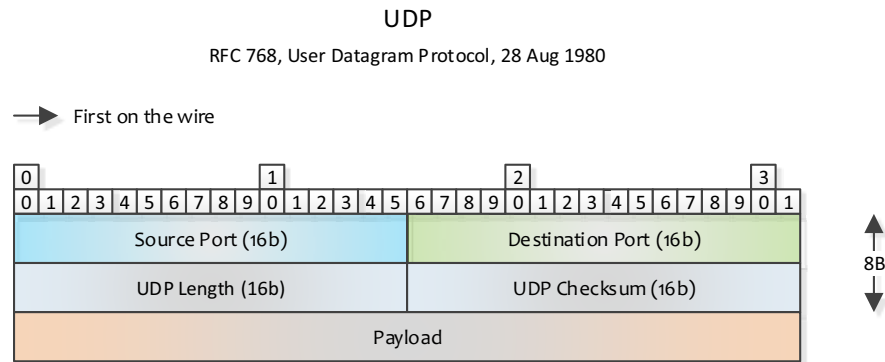 UDP
RFC 768, User Datagram Protocol, 28 Aug 1980
First on the wire
0 1 2 3
0 1 2 3 4 5 6 7 8 9 0 1 2 3 4 5 6 7 8 9 0 1 2 3 4 5 6 7 8 9 0 1
Source Port (16b) Destination Port (16b)
8B
UDP Length (16b) UDP Checksum (16b)
Payload